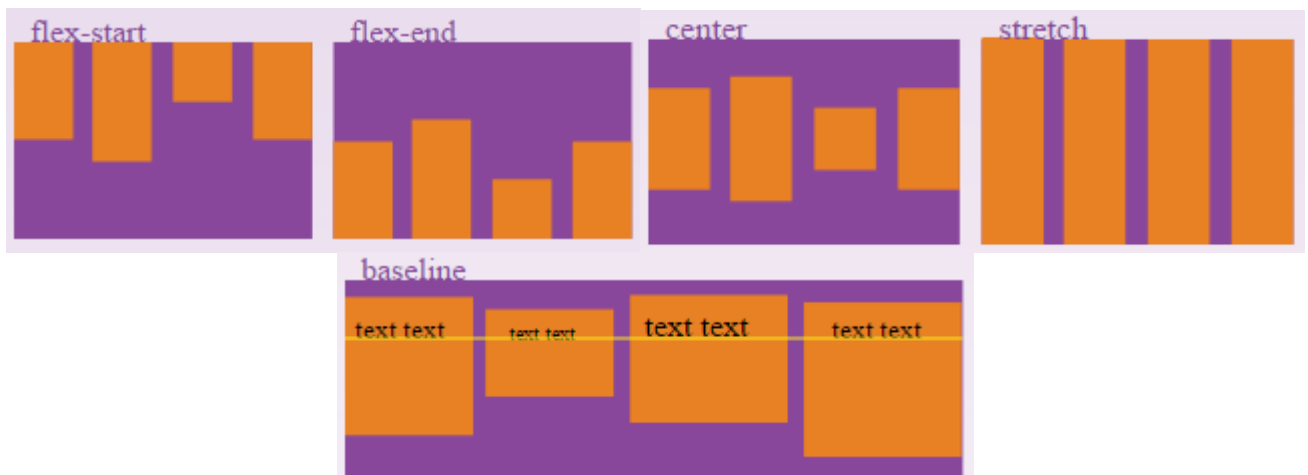 flex-start
flex-end
center
stretch
baseline
text text
text text
text text
text text